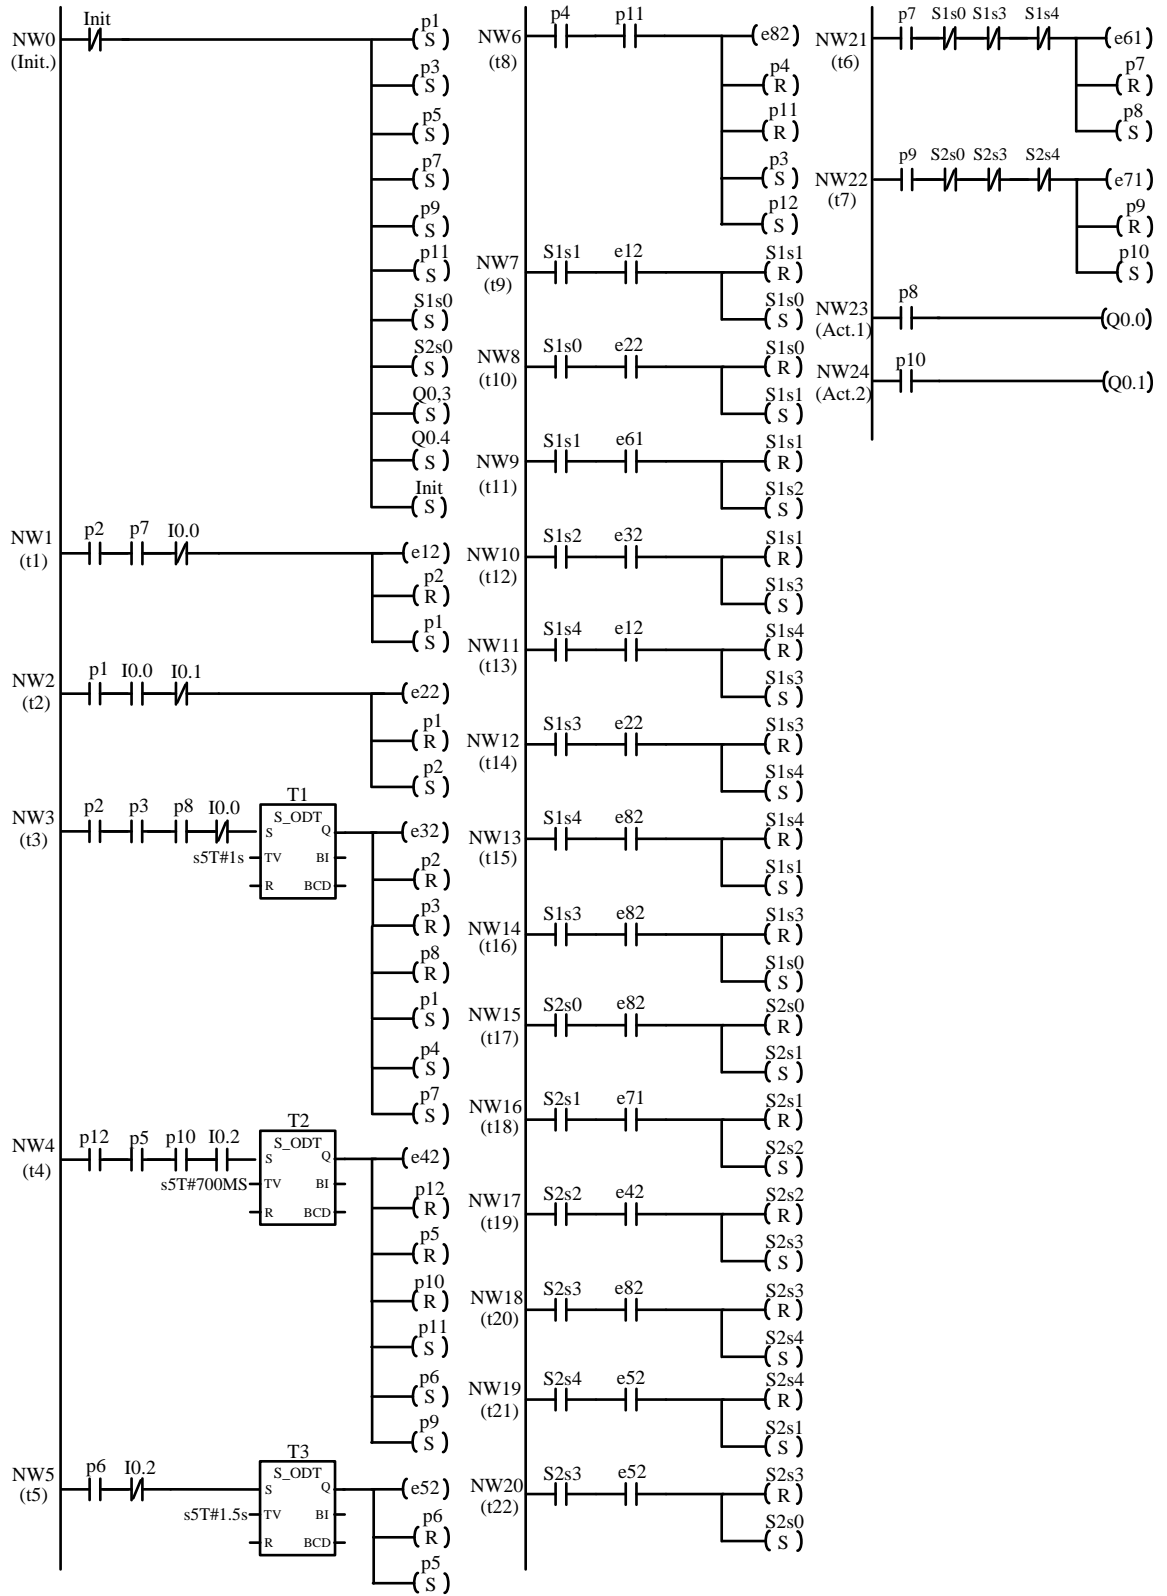 Init
NW0
(Init.)
p1
S
p3
S
p5
S
p7
S
p9
S
p11
S
S1s0
S
S2s0
S
Q0,3
S
Q0.4
S
Init
S
NW1
(t1)
p2 p7 I0.0
e12
p2
R
p1
S
NW2
(t2)
p1 I0.0 I0.1
e22
p1
R
p2
S
NW3
(t3)
p2 p3 p8 I0.0
T1
S_ODT
S Q
s5T#1s TV BI
R BCD
e32
p2
R
p3
R
p8
R
p1
S
p4
S
p7
S
NW4
(t4)
p12 p5 p10 I0.2
T2
S_ODT
S Q
s5T#700MS TV BI
R BCD
e42
p12
R
p5
R
p10
R
p11
S
p6
S
p9
S
NW5
(t5)
p6 I0.2
T3
S_ODT
S Q
s5T#1.5s TV BI
R BCD
e52
p6
R
p5
S
NW6
(t8)
p4 p11
e82
p4
R
p11
R
p3
S
p12
S
NW7
(t9)
S1s1 e12
S1s1
R
S1s0
S
NW8
(t10)
S1s0 e22
S1s0
R
S1s1
S
NW9
(t11)
S1s1 e61
S1s1
R
S1s2
S
NW10
(t12)
S1s2 e32
S1s1
R
S1s3
S
NW11
(t13)
S1s4 e12
S1s4
R
S1s3
S
NW12
(t14)
S1s3 e22
S1s3
R
S1s4
S
NW13
(t15)
S1s4 e82
S1s4
R
S1s1
S
NW14
(t16)
S1s3 e82
S1s3
R
S1s0
S
NW15
(t17)
S2s0 e82
S2s0
R
S2s1
S
NW16
(t18)
S2s1 e71
S2s1
R
S2s2
S
NW17
(t19)
S2s2 e42
S2s2
R
S2s3
S
NW18
(t20)
S2s3 e82
S2s3
R
S2s4
S
NW19
(t21)
S2s4 e52
S2s4
R
S2s1
S
NW20
(t22)
S2s3 e52
S2s3
R
S2s0
S
NW21
(t6)
p7 S1s0 S1s3 S1s4
e61
p7
R
p8
S
NW22
(t7)
p9 S2s0 S2s3 S2s4
e71
p9
R
p10
S
NW23
(Act.1)
p8
Q0.0
NW24
(Act.2)
p10
Q0.1